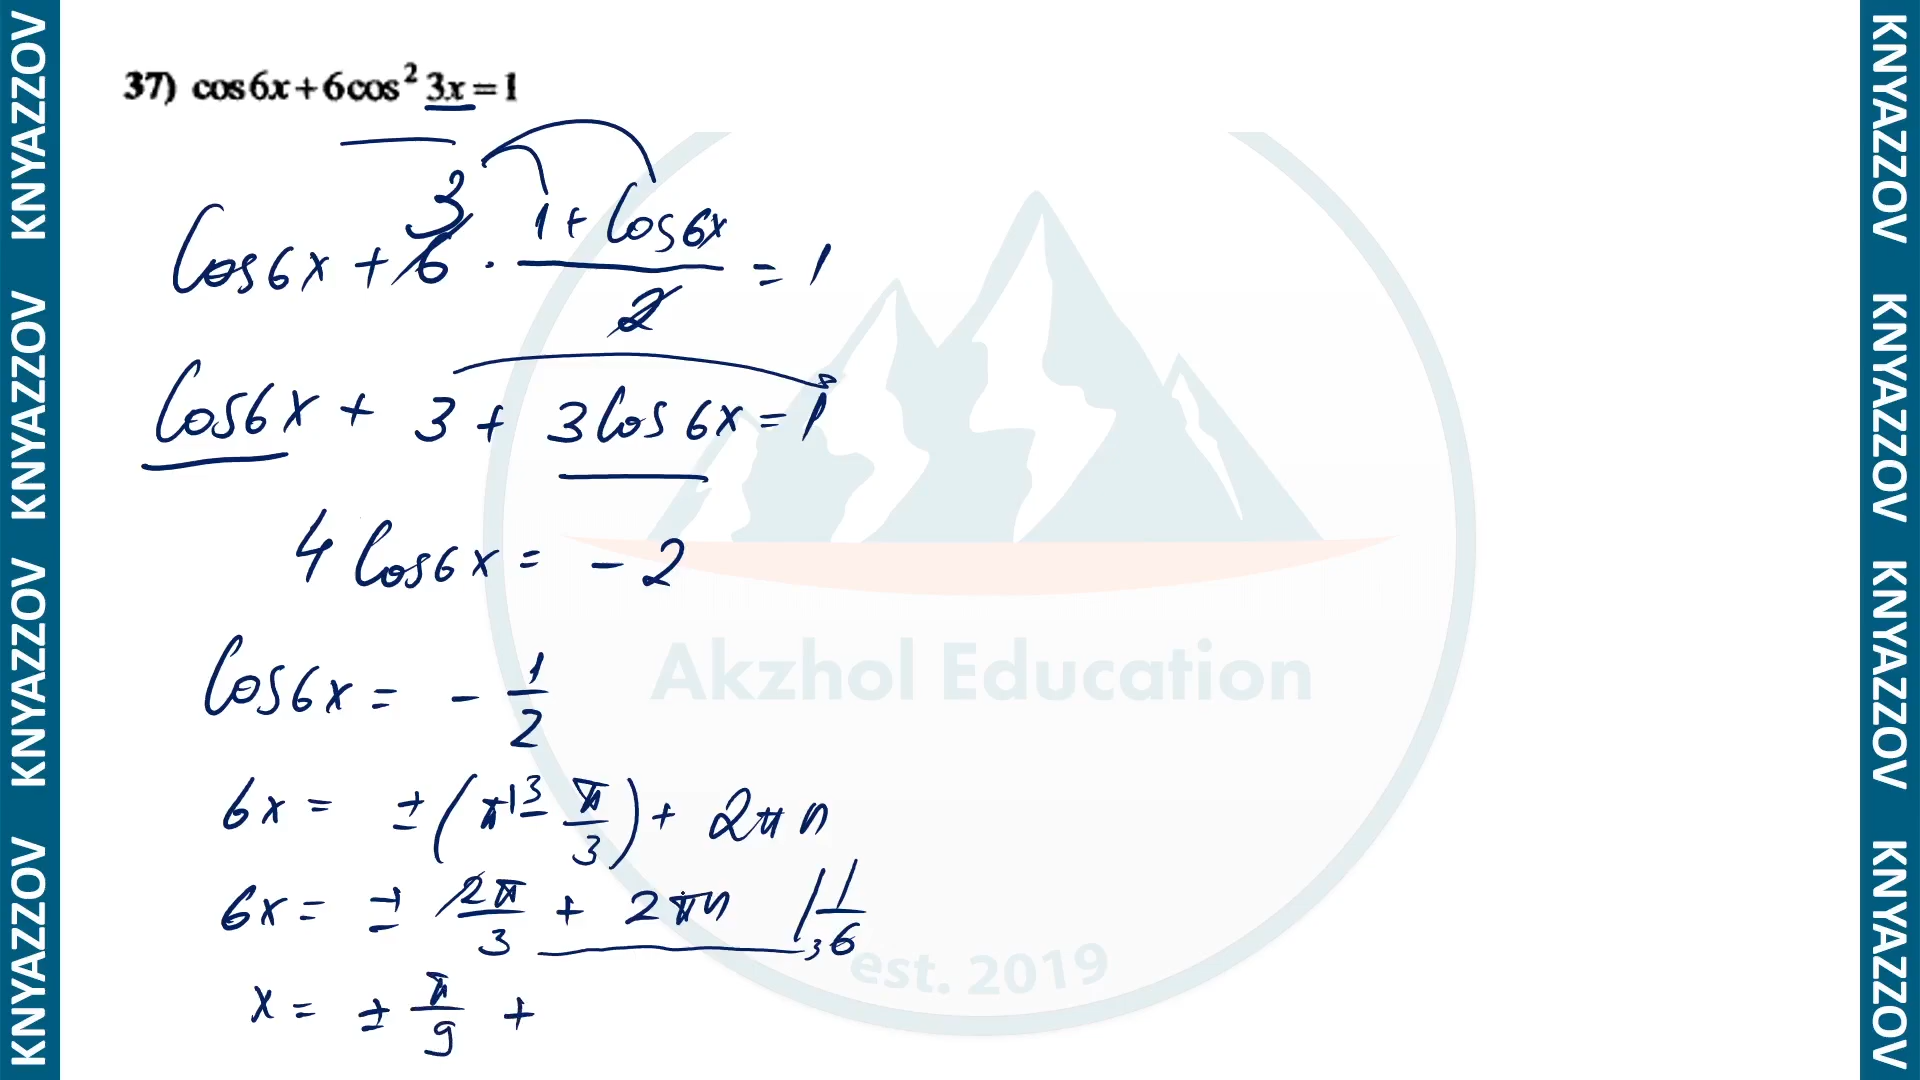 KNYAZZOV KNYAZZOV KNYAZZOV KNYAZZOV
37) cos6x+6cos² 3x=1
3
Cos6x + 6 · (1+Cos6x)/2 = 1
Cos6x + 3 + 3Cos6x = 1
4Cos6x = -2
Cos6x = - 1/2
6x = ± (π - π/3) + 2πn
6x = ± 2π/3 + 2πn | 1/6
3
x = ± π/9 +
Akzhol Education
est. 2019
KNYAZZOV KNYAZZOV KNYAZZOV KNYAZZOV